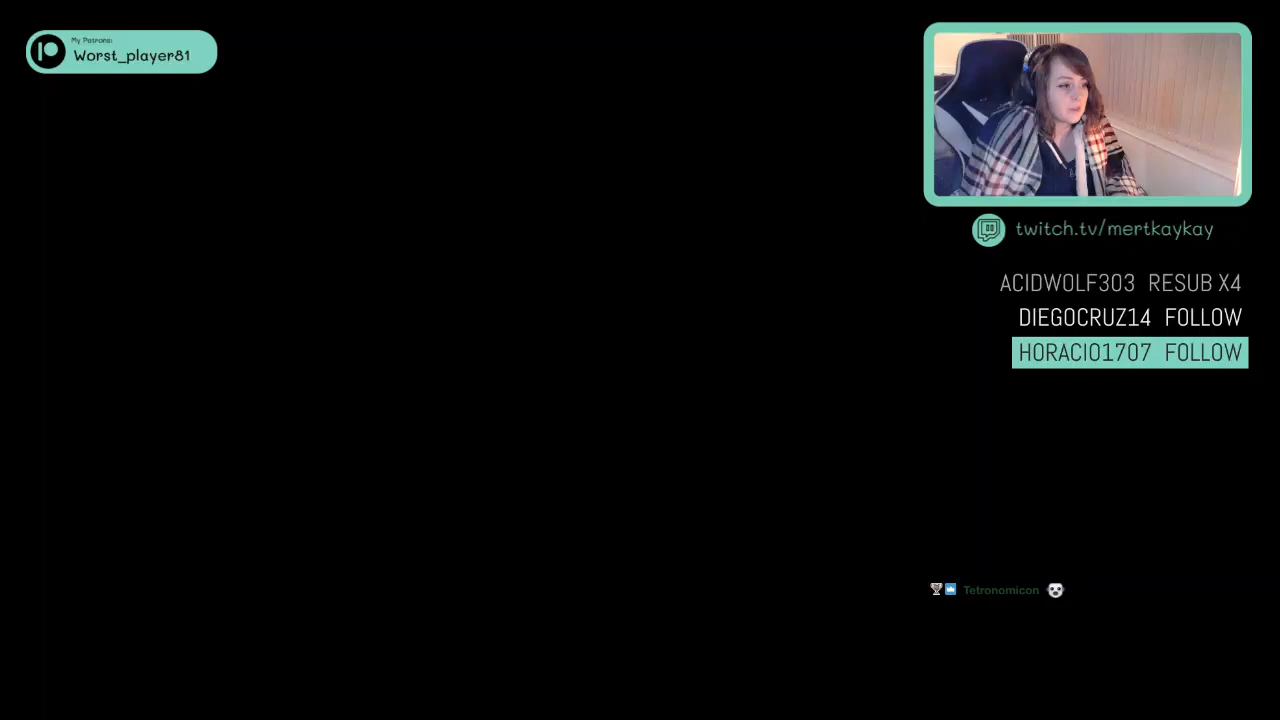 My Patrons:
Worst_player81
twitch.tv/mertkaykay
ACIDWOLF303 RESUB X4
DIEGOCRUZ14 FOLLOW
HORACIO1707 FOLLOW
Tetronomicon